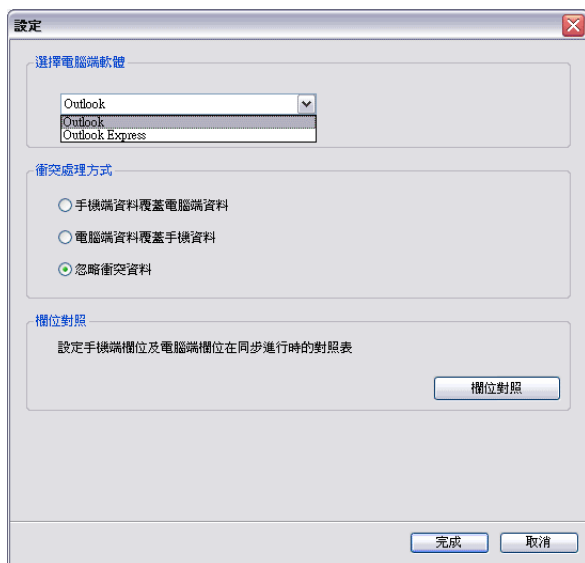 設定
選擇電腦端軟體
Outlook
Outlook
Outlook Express
衝突處理方式
手機端資料覆蓋電腦端資料
電腦端資料覆蓋手機資料
忽略衝突資料
欄位對照
設定手機端欄位及電腦端欄位在同步進行時的對照表
欄位對照
完成
取消